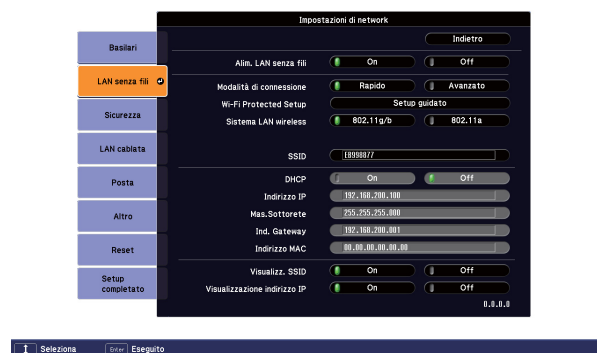 Impostazioni di network
Indietro
Basilari
LAN senza fili
Sicurezza
LAN cablata
Posta
Altro
Reset
Setup
completato
Alim. LAN senza fili On Off
Modalità di connessione Rapido Avanzato
Wi-Fi Protected Setup Setup guidato
Sistema LAN wireless 802.11g/b 802.11a
SSID EB998877
DHCP On Off
Indirizzo IP 192.168.200.100
Mas.Sottorete 255.255.255.000
Ind. Gateway 192.168.200.001
Indirizzo MAC 00.00.00.00.00.00
Visualizz. SSID On Off
Visualizzazione indirizzo IP On Off
0.0.0.0
Seleziona Enter Eseguito